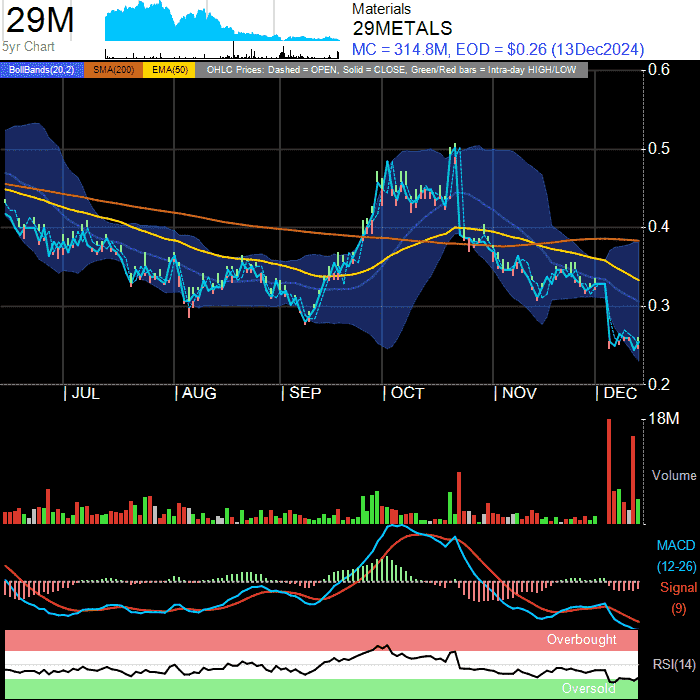 29M
5yr Chart
Materials
29METALS
MC = 314.8M, EOD = $0.26 (13Dec2024)
BollBands(20,2) SMA(200) EMA(50) OHLC Prices: Dashed = OPEN, Solid = CLOSE, Green/Red bars = Intra-day HIGH/LOW
0.6
0.5
0.4
0.3
0.2
| JUL | AUG | SEP | OCT | NOV | DEC
18M
Volume
MACD
(12-26)
Signal
(9)
Overbought
RSI(14)
Oversold